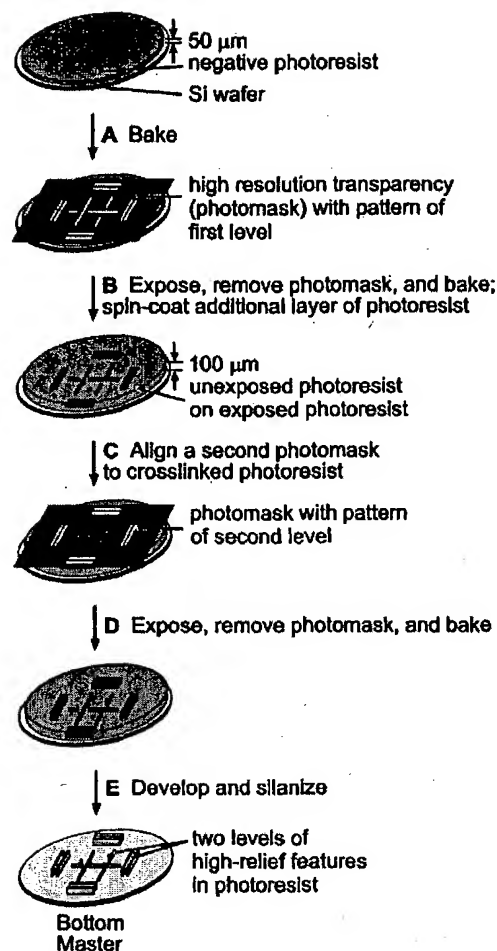 50 μm
negative photoresist
Si wafer
A Bake
high resolution transparency
(photomask) with pattern of
first level
B Expose, remove photomask, and bake;
spin-coat additional layer of photoresist
100 μm
unexposed photoresist
on exposed photoresist
C Align a second photomask
to crosslinked photoresist
photomask with pattern
of second level
D Expose, remove photomask, and bake
E Develop and silanize
two levels of
high-relief features
in photoresist
Bottom
Master